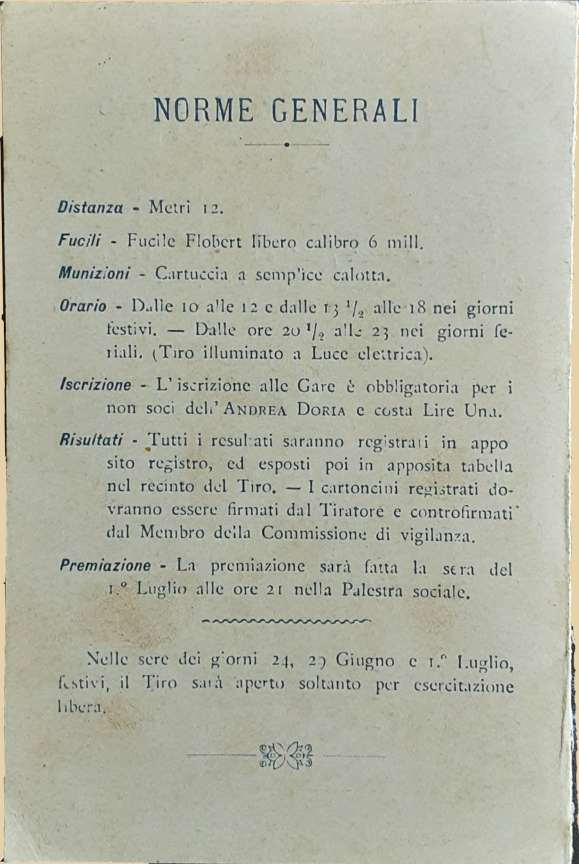 NORME GENERALI
Distanza - Metri 12.
Fucili - Fucile Flobert libero calibro 6 mill.
Munizioni - Cartuccia a semp'ice calotta.
Orario - Dalle 10 a'le 12 e dalle 13 1/2 alle 18 nei giorni
festivi. — Dalle ore 20 1/2 alle 23 nei giorni fe-
riali. (Tiro illuminato a Luce elettrica).
Iscrizione - L'iscrizione alle Gare è obbligatoria per i
non soci dell'ANDREA DORIA e costa Lire Una.
Risultati - Tutti i resultati saranno registrati in appo
sito registro, ed esposti poi in apposita tabella
nel recinto del Tiro. — I cartoncini registrati do-
vranno essere firmati dal Tiratore e controfirmati
dal Membro della Commissione di vigilanza.
Premiazione - La premiazione sarà fatta la sera del
1.º Luglio alle ore 21 nella Palestra sociale.
Nelle sere dei giorni 24, 29 Giugno e 1.º Luglio,
festivi, il Tiro sarà aperto soltanto per esercitazione
libera.